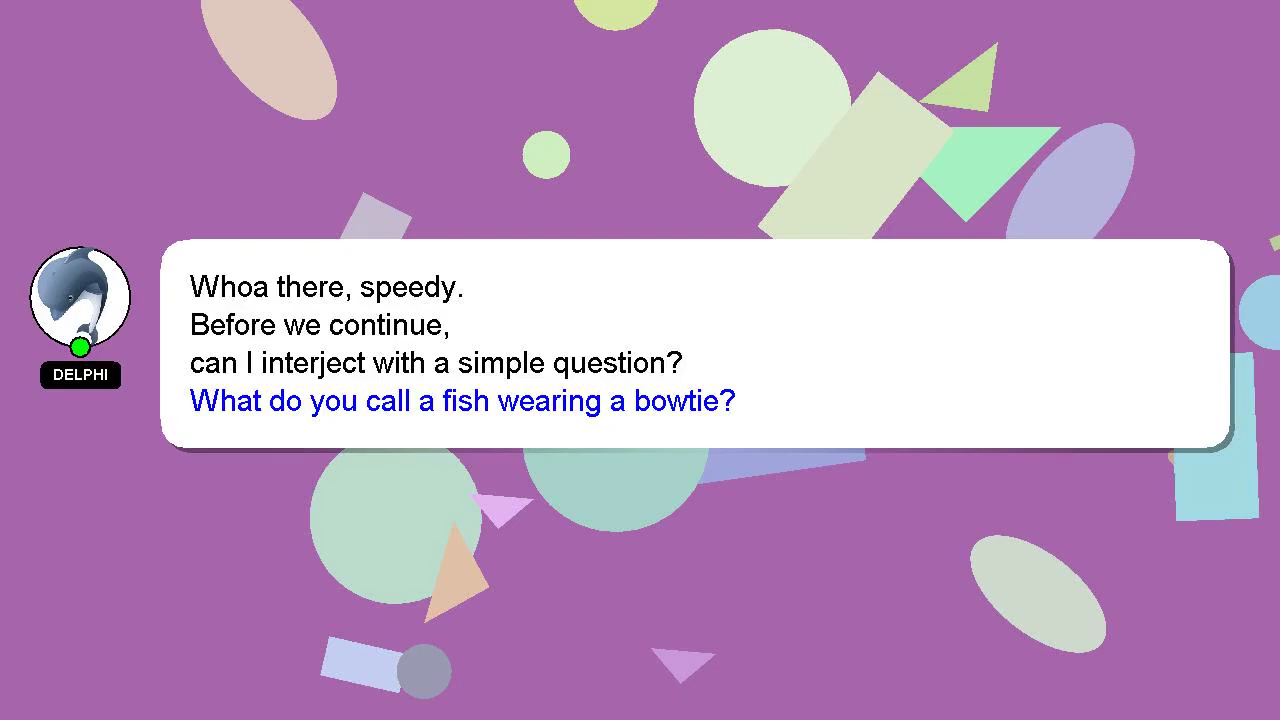 Whoa there, speedy.
Before we continue,
can I interject with a simple question?
What do you call a fish wearing a bowtie?
DELPHI